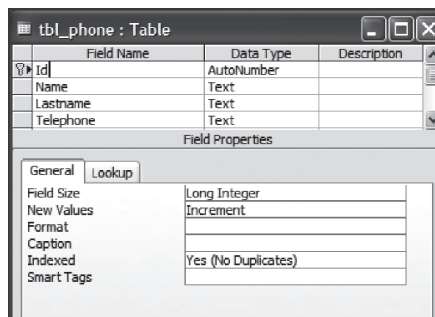 tbl_phone : Table
Field Name Data Type Description
Id AutoNumber
Name Text
Lastname Text
Telephone Text
Field Properties
General Lookup
Field Size Long Integer
New Values Increment
Format
Caption
Indexed Yes (No Duplicates)
Smart Tags